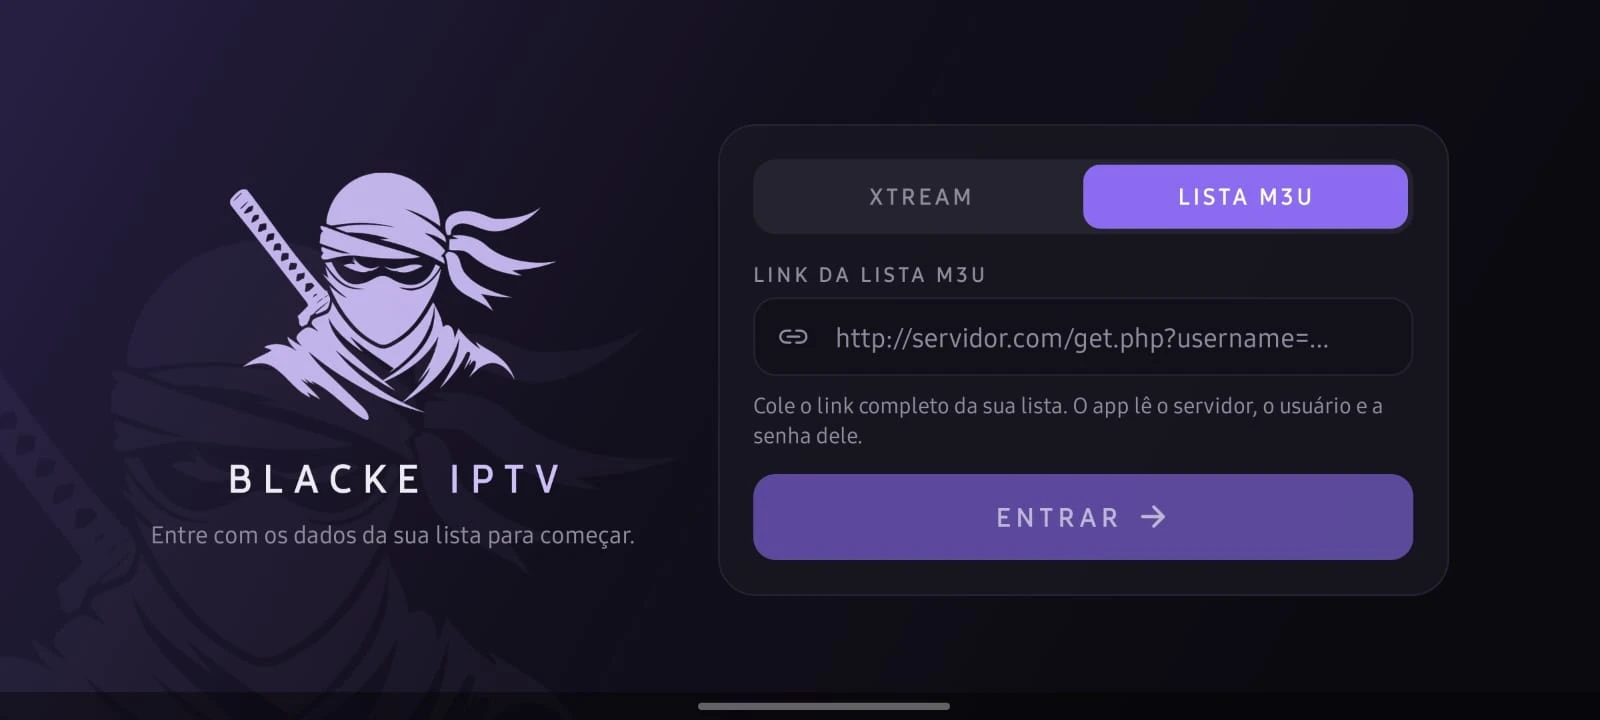 BLACKE IPTV
Entre com os dados da sua lista para começar.
XTREAM
LISTA M3U
LINK DA LISTA M3U
http://servidor.com/get.php?username=...
Cole o link completo da sua lista. O app lê o servidor, o usuário e a
senha dele.
ENTRAR →